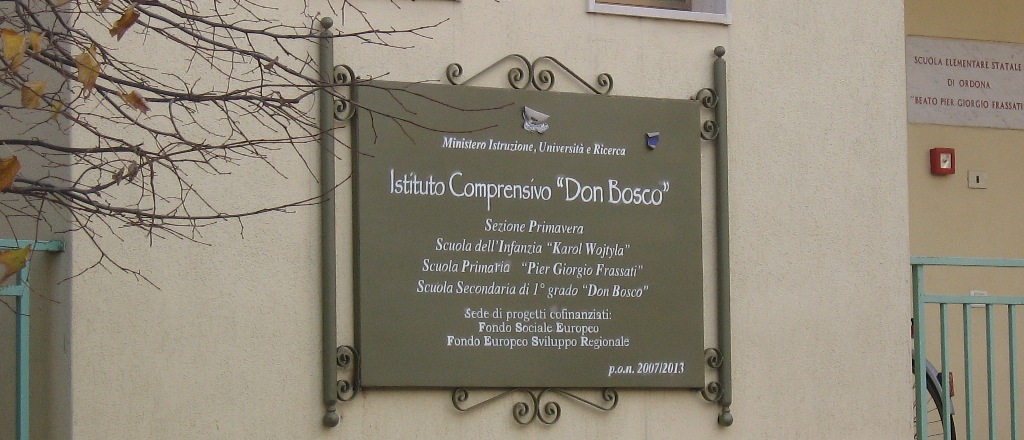 Ministero Istruzione, Università e Ricerca
Istituto Comprensivo "Don Bosco"
Sezione Primavera
Scuola dell'Infanzia "Karol Wojtyla"
Scuola Primaria "Pier Giorgio Frassati"
Scuola Secondaria di 1° grado "Don Bosco"
Sede di progetti cofinanziati:
Fondo Sociale Europeo
Fondo Europeo Sviluppo Regionale
p.o.n. 2007/2013
SCUOLA ELEMENTARE STATALE
DI ORDONA
"BEATO PIER GIORGIO FRASSATI